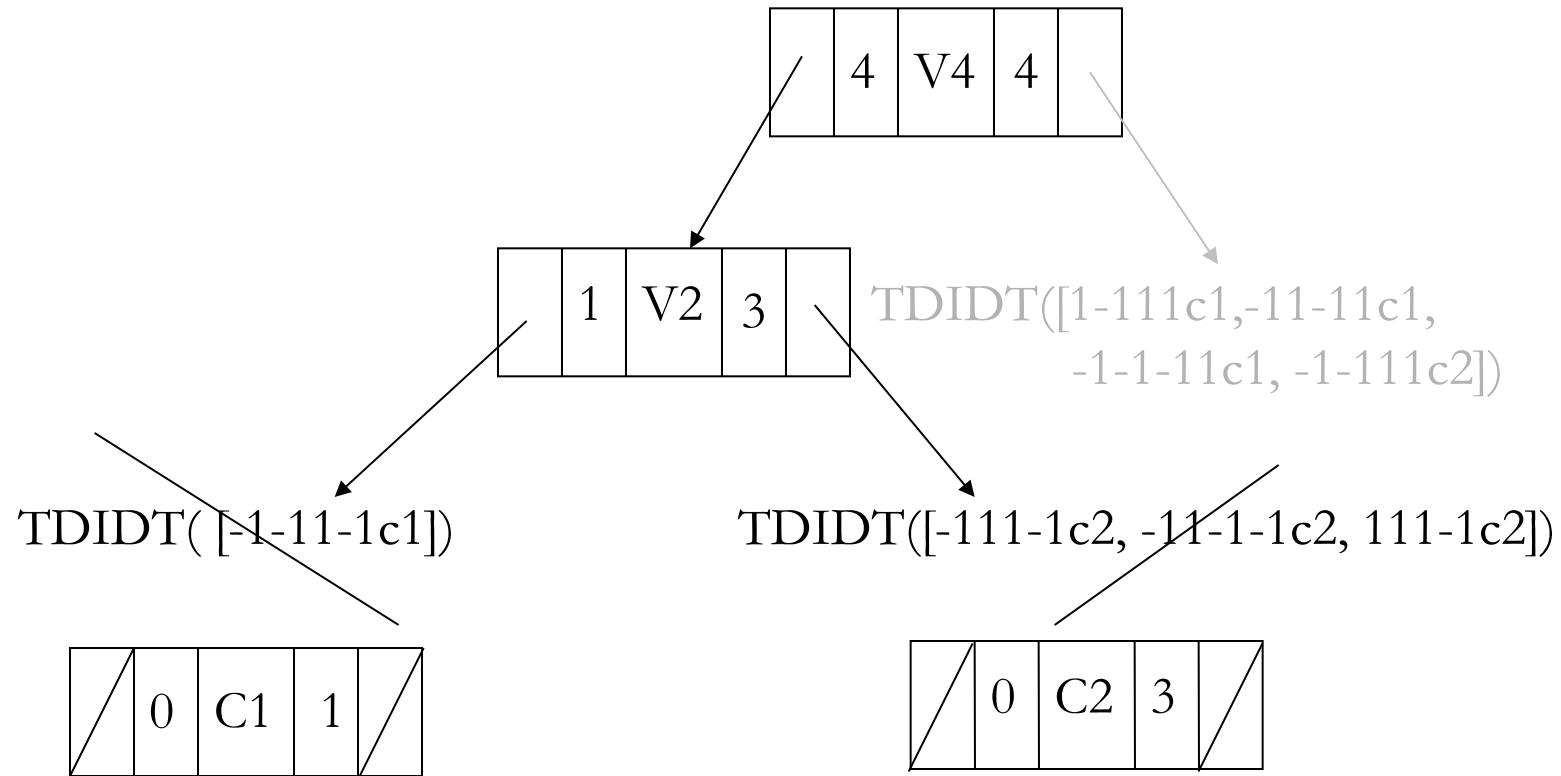 4 V4 4
1 V2 3
TDIDT([1-111c1,-11-11c1,
-1-1-11c1, -1-111c2])
TDIDT( [-1-11-1c1])
TDIDT([-111-1c2, -11-1-1c2, 111-1c2])
0 C1 1
0 C2 3